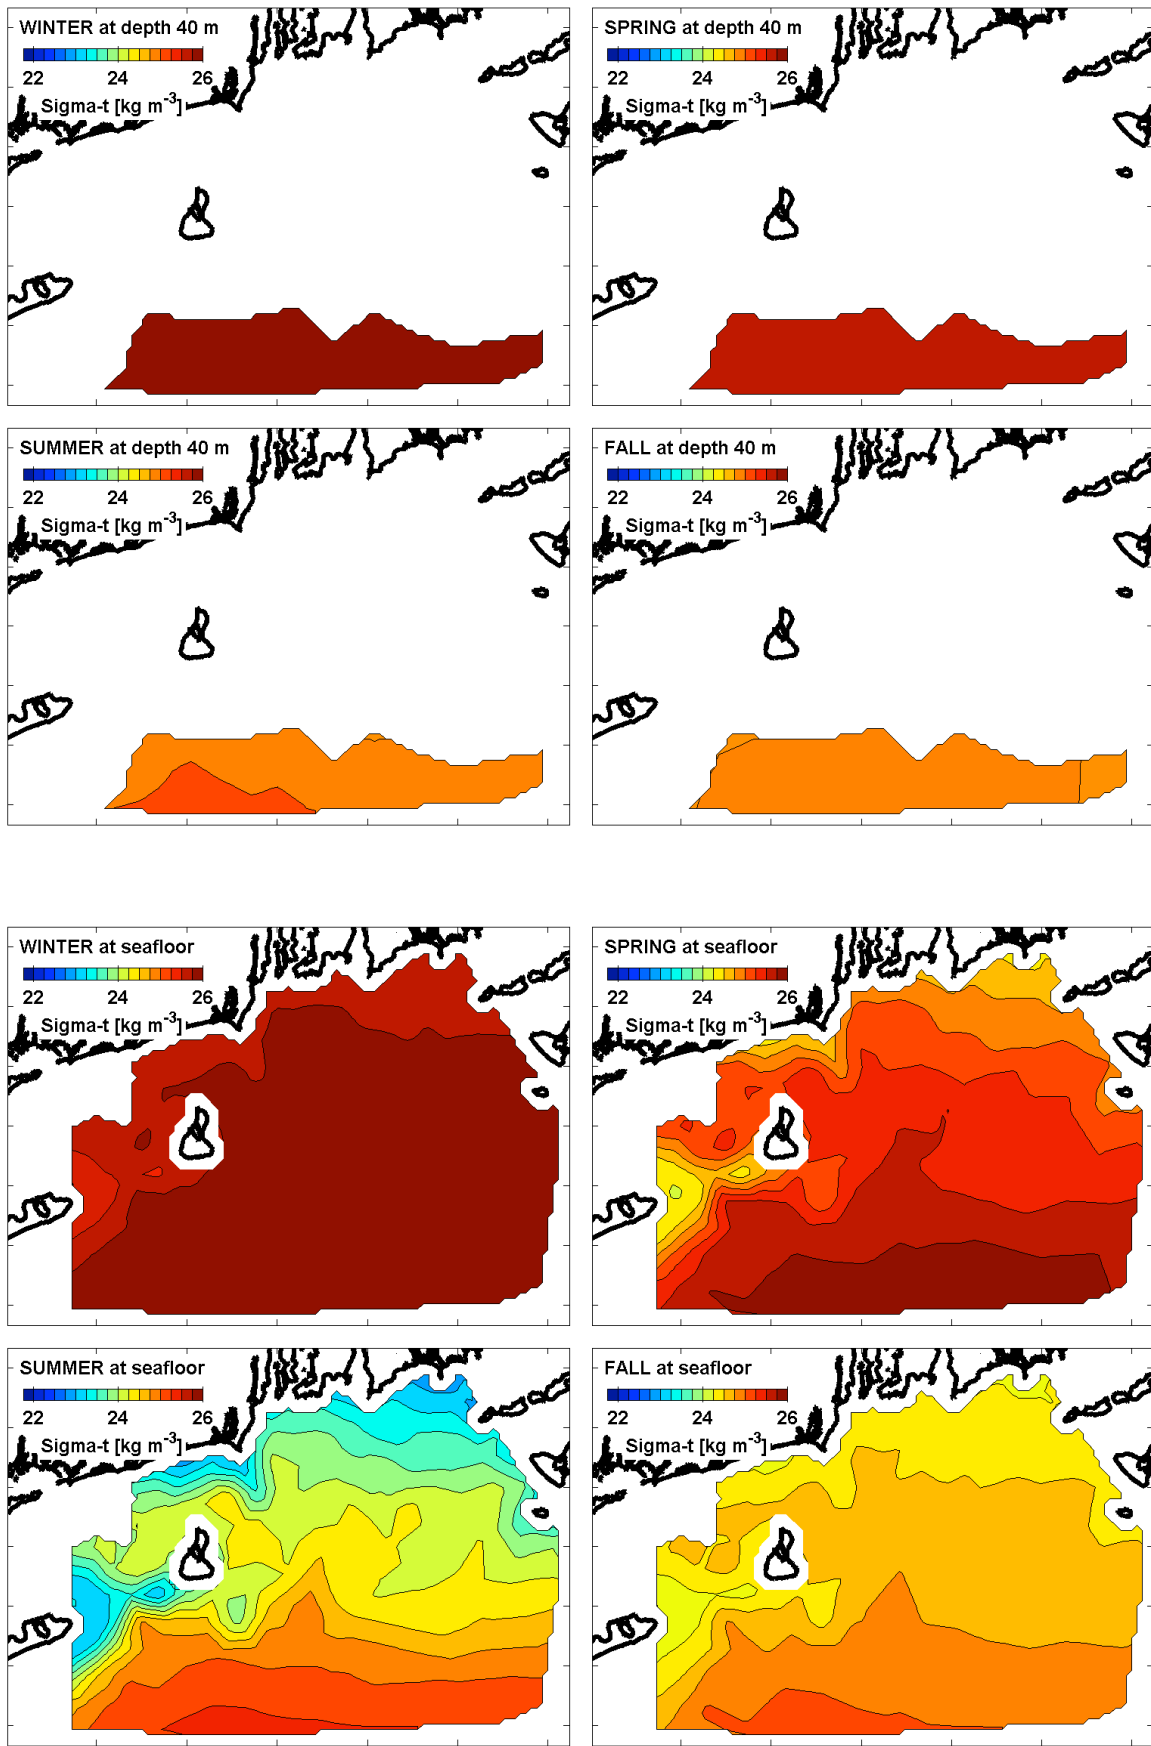 WINTER at depth 40 m
22 24 26
Sigma-t [kg m-3]
SPRING at depth 40 m
22 24 26
Sigma-t [kg m-3]
SUMMER at depth 40 m
22 24 26
Sigma-t [kg m-3]
FALL at depth 40 m
22 24 26
Sigma-t [kg m-3]
WINTER at seafloor
22 24 26
Sigma-t [kg m-3]
SPRING at seafloor
22 24 26
Sigma-t [kg m-3]
SUMMER at seafloor
22 24 26
Sigma-t [kg m-3]
FALL at seafloor
22 24 26
Sigma-t [kg m-3]